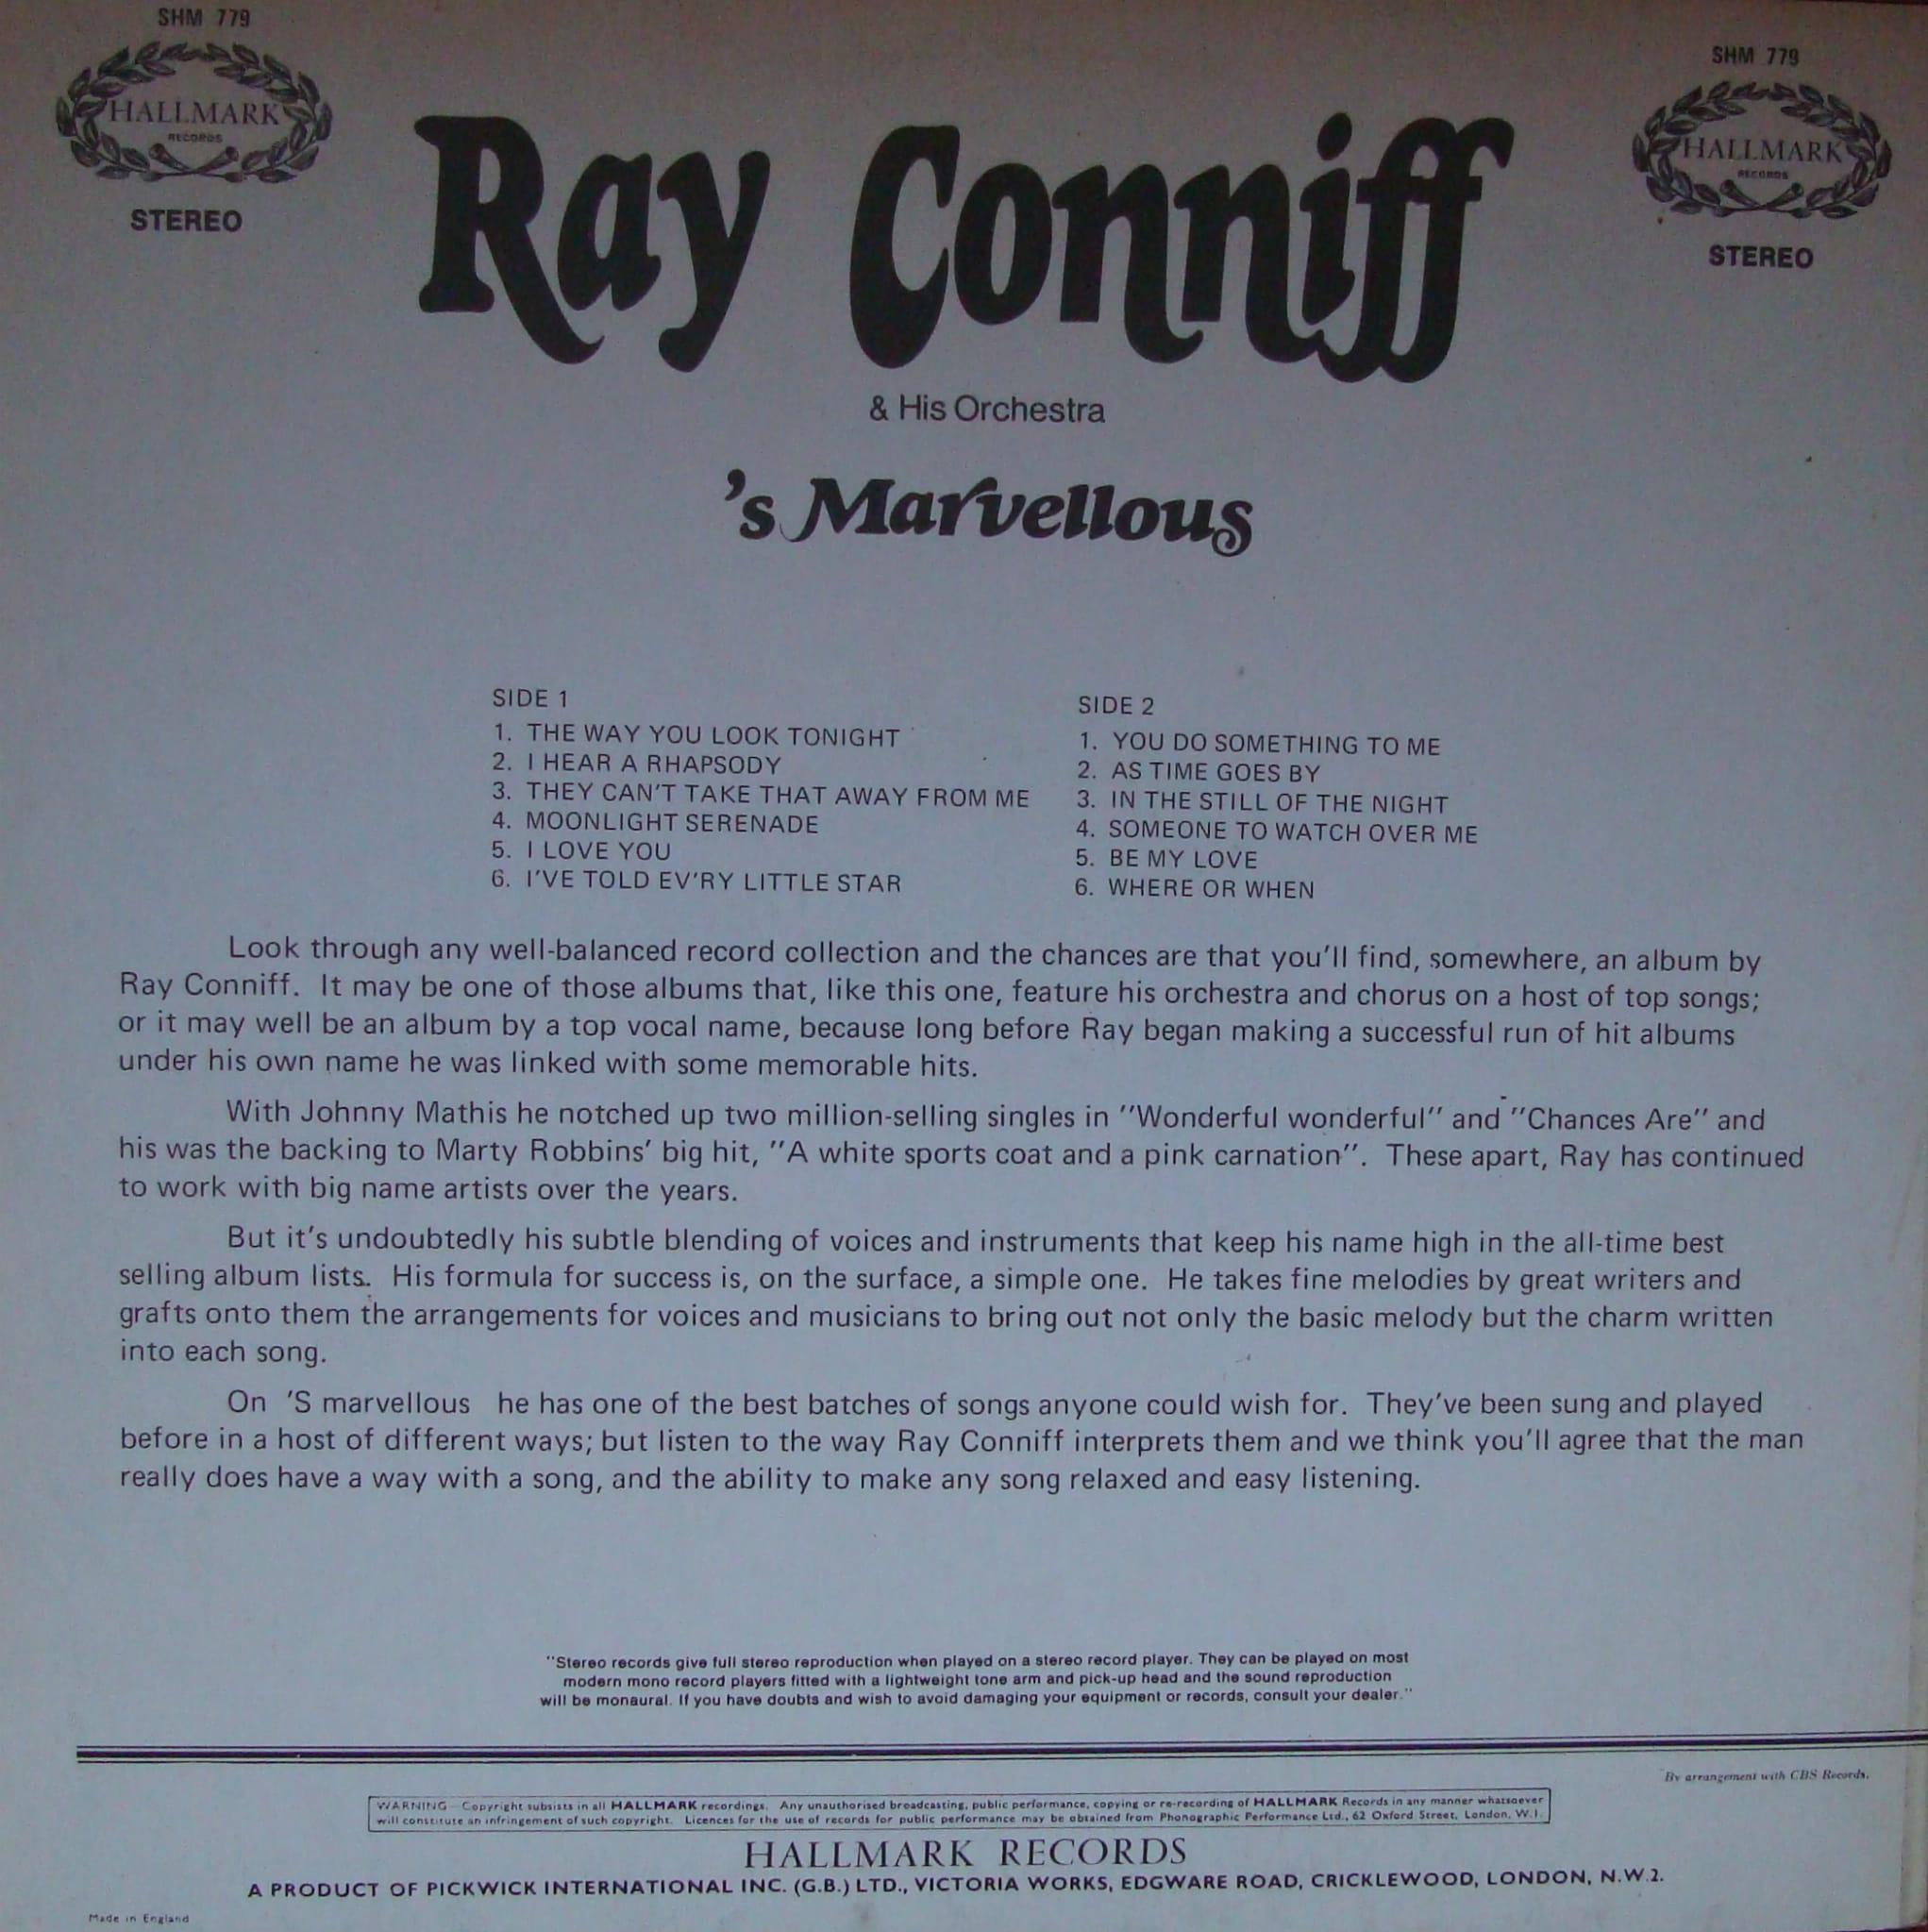 SHM 779
HALLMARK
RECORDS
STEREO
SHM 779
HALLMARK
RECORDS
STEREO
Ray Conniff
& His Orchestra
's Marvellous
SIDE 1
1. THE WAY YOU LOOK TONIGHT
2. I HEAR A RHAPSODY
3. THEY CAN'T TAKE THAT AWAY FROM ME
4. MOONLIGHT SERENADE
5. I LOVE YOU
6. I'VE TOLD EV'RY LITTLE STAR
SIDE 2
1. YOU DO SOMETHING TO ME
2. AS TIME GOES BY
3. IN THE STILL OF THE NIGHT
4. SOMEONE TO WATCH OVER ME
5. BE MY LOVE
6. WHERE OR WHEN
Look through any well-balanced record collection and the chances are that you'll find, somewhere, an album by
Ray Conniff. It may be one of those albums that, like this one, feature his orchestra and chorus on a host of top songs;
or it may well be an album by a top vocal name, because long before Ray began making a successful run of hit albums
under his own name he was linked with some memorable hits.
With Johnny Mathis he notched up two million-selling singles in "Wonderful wonderful" and "Chances Are" and
his was the backing to Marty Robbins' big hit, "A white sports coat and a pink carnation". These apart, Ray has continued
to work with big name artists over the years.
But it's undoubtedly his subtle blending of voices and instruments that keep his name high in the all-time best
selling album lists. His formula for success is, on the surface, a simple one. He takes fine melodies by great writers and
grafts onto them the arrangements for voices and musicians to bring out not only the basic melody but the charm written
into each song.
On 'S marvellous he has one of the best batches of songs anyone could wish for. They've been sung and played
before in a host of different ways; but listen to the way Ray Conniff interprets them and we think you'll agree that the man
really does have a way with a song, and the ability to make any song relaxed and easy listening.
"Stereo records give full stereo reproduction when played on a stereo record player. They can be played on most
modern mono record players fitted with a lightweight tone arm and pick-up head and the sound reproduction
will be monaural. If you have doubts and wish to avoid damaging your equipment or records, consult your dealer."
By arrangement with CBS Records.
WARNING Copyright subsists in all HALLMARK recordings. Any unauthorised broadcasting, public performance, copying or re-recording of HALLMARK Records in any manner whatsoever
will constitute an infringement of such copyright. Licences for the use of records for public performance may be obtained from Phonographic Performance Ltd., 62 Oxford Street, London, W.1.
HALLMARK RECORDS
A PRODUCT OF PICKWICK INTERNATIONAL INC. (G.B.) LTD., VICTORIA WORKS, EDGWARE ROAD, CRICKLEWOOD, LONDON, N.W.2.
Made in England